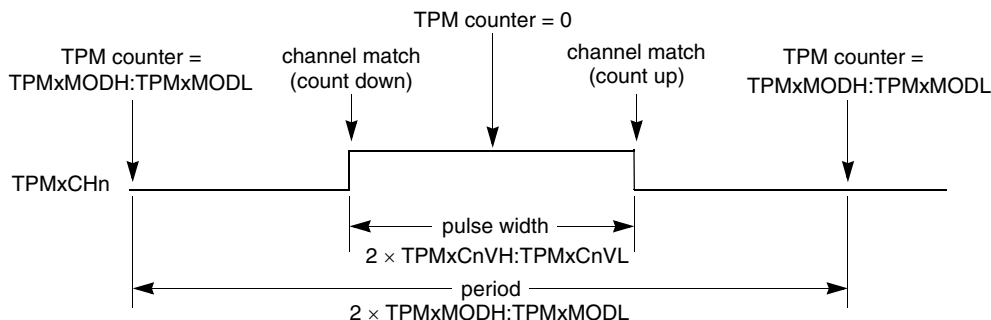 TPM counter = 0
TPM counter =
TPMxMODH:TPMxMODL
channel match
(count down)
channel match
(count up)
TPM counter =
TPMxMODH:TPMxMODL
TPMxCHn
pulse width
2 × TPMxCnVH:TPMxCnVL
period
2 × TPMxMODH:TPMxMODL